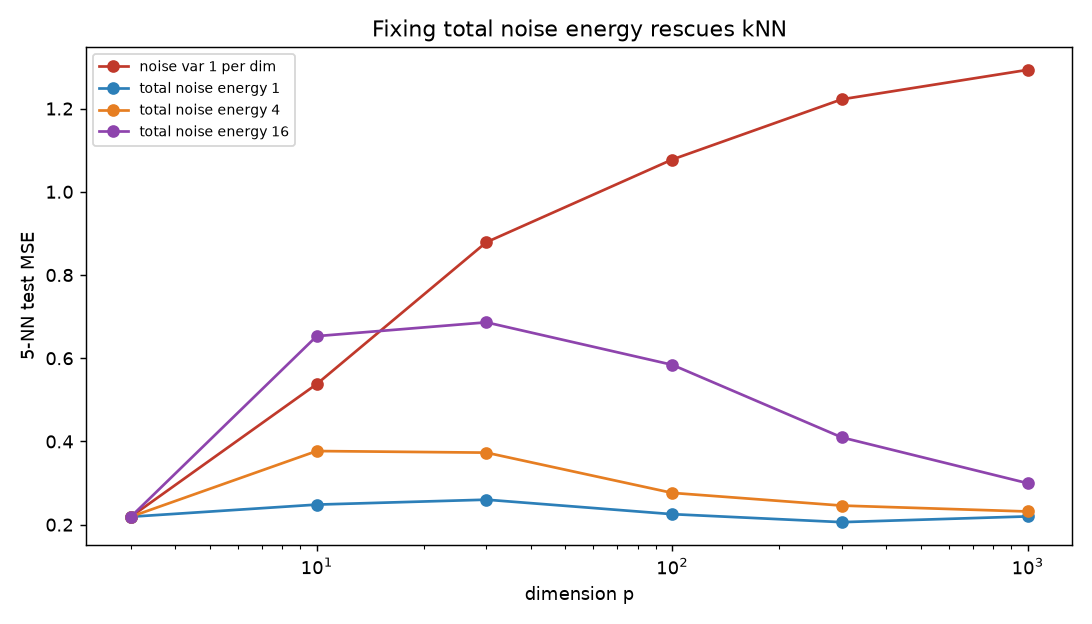 Fixing total noise energy rescues kNN
noise var 1 per dim
total noise energy 1
total noise energy 4
total noise energy 16
5-NN test MSE
1.2
1.0
0.8
0.6
0.4
0.2
10¹
10²
10³
dimension p